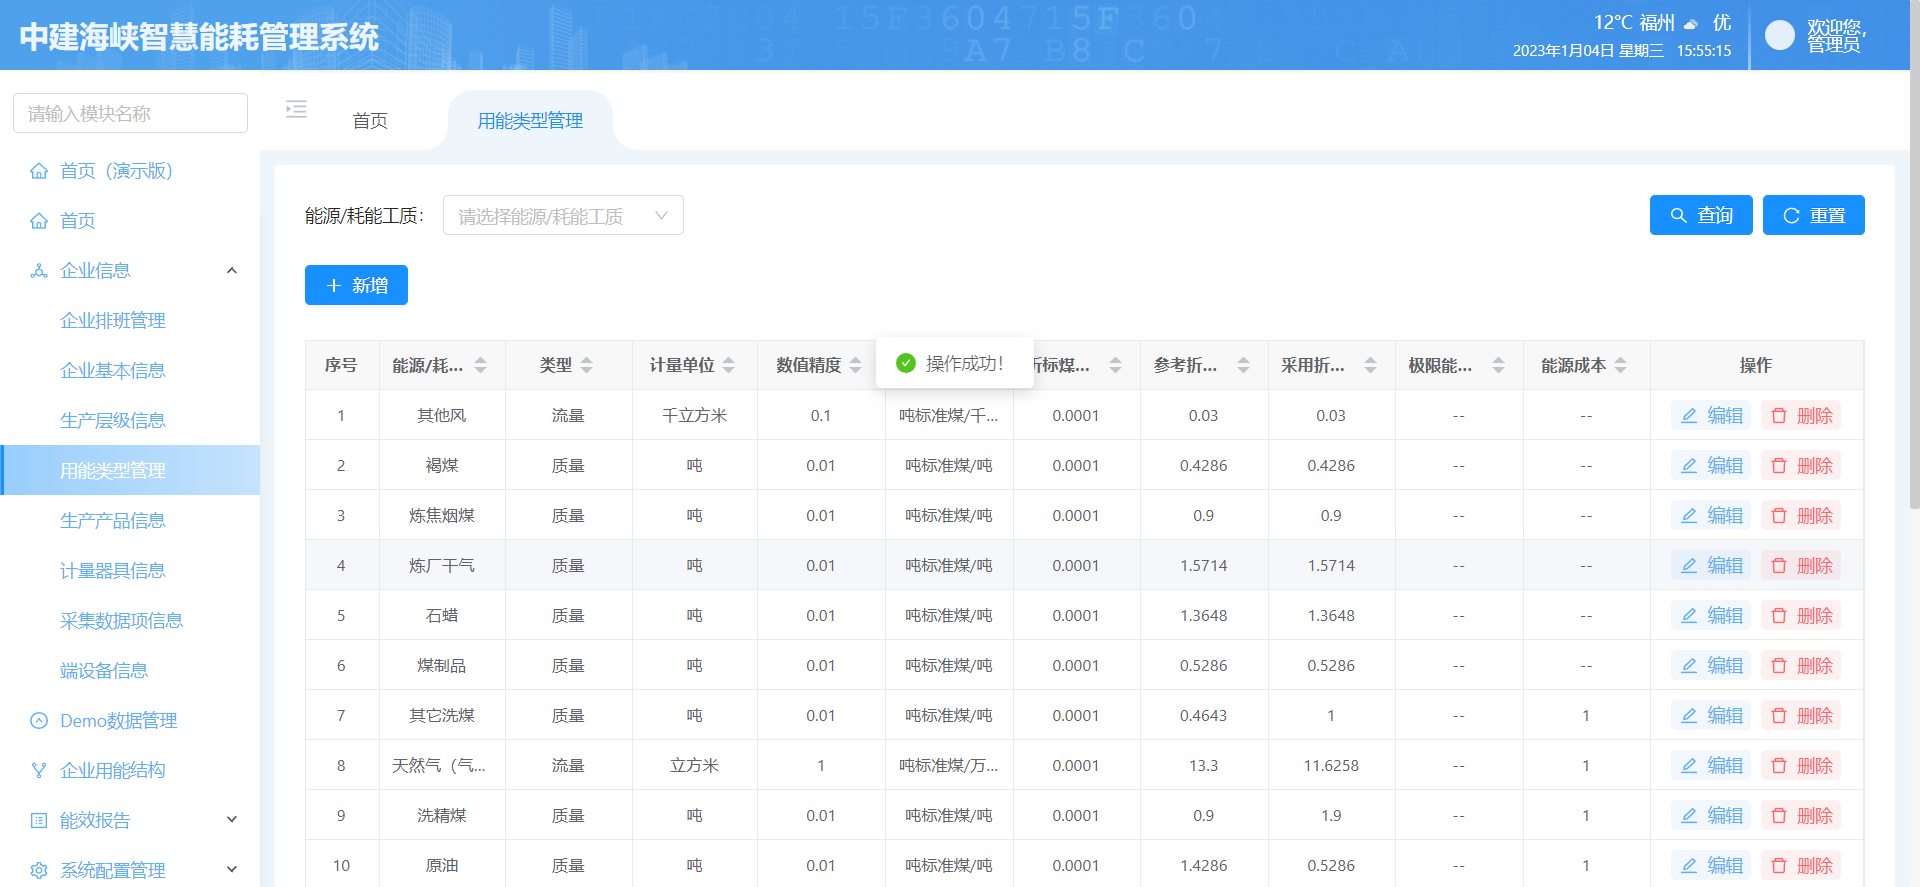 中建海峡智慧能耗管理系统
12℃ 福州 优
2023年1月04日 星期三 15:55:15
欢迎您,
管理员
请输入模块名称
首页（演示版）
首页
企业信息
企业排班管理
企业基本信息
生产层级信息
用能类型管理
生产产品信息
计量器具信息
采集数据项信息
端设备信息
Demo数据管理
企业用能结构
能效报告
系统配置管理
首页
用能类型管理
能源/耗能工质:
请选择能源/耗能工质
查询
重置
新增
操作成功!
序号 能源/耗... 类型 计量单位 数值精度 折标煤... 参考折... 采用折... 极限能... 能源成本 操作
1 其他风 流量 千立方米 0.1 吨标准煤/千... 0.0001 0.03 0.03 -- -- 编辑 删除
2 褐煤 质量 吨 0.01 吨标准煤/吨 0.0001 0.4286 0.4286 -- -- 编辑 删除
3 炼焦烟煤 质量 吨 0.01 吨标准煤/吨 0.0001 0.9 0.9 -- -- 编辑 删除
4 炼厂干气 质量 吨 0.01 吨标准煤/吨 0.0001 1.5714 1.5714 -- -- 编辑 删除
5 石蜡 质量 吨 0.01 吨标准煤/吨 0.0001 1.3648 1.3648 -- -- 编辑 删除
6 煤制品 质量 吨 0.01 吨标准煤/吨 0.0001 0.5286 0.5286 -- -- 编辑 删除
7 其它洗煤 质量 吨 0.01 吨标准煤/吨 0.0001 0.4643 1 -- 1 编辑 删除
8 天然气（气... 流量 立方米 1 吨标准煤/万... 0.0001 13.3 11.6258 -- 1 编辑 删除
9 洗精煤 质量 吨 0.01 吨标准煤/吨 0.0001 0.9 1.9 -- 1 编辑 删除
10 原油 质量 吨 0.01 吨标准煤/吨 0.0001 1.4286 0.5286 -- 1 编辑 删除